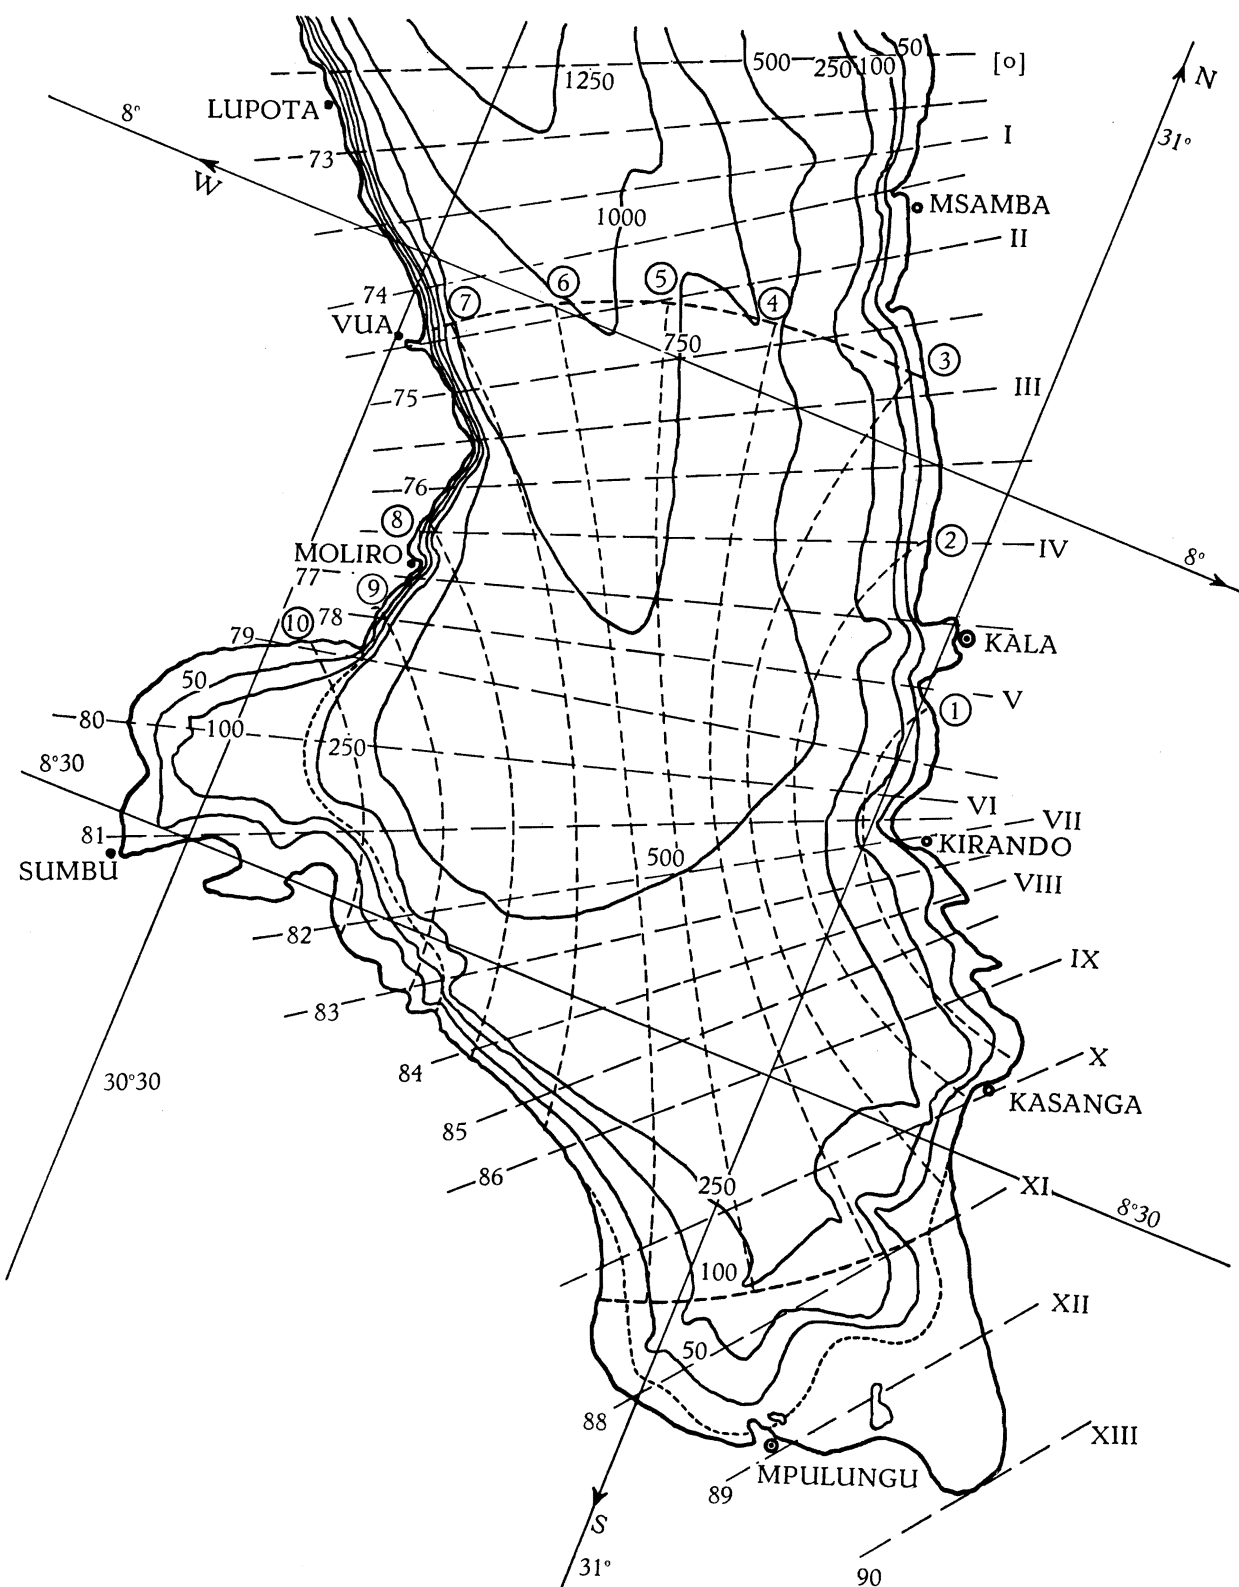 50
[o]
500
250
100
1250
N
8°
LUPOTA
I
31°
73
W
MSAMBA
1000
II
6
5
74
7
4
VUA
750
3
75
III
76
8
2
MOLIRO
IV
8°
77
9
10
78
79
KALA
50
V
1
80
100
250
8°30
VI
VII
81
KIRANDO
SUMBU
500
VIII
82
IX
83
X
84
30°30
KASANGA
85
86
250
XI
8°30
100
XII
50
88
XIII
MPULUNGU
89
S
31°
90